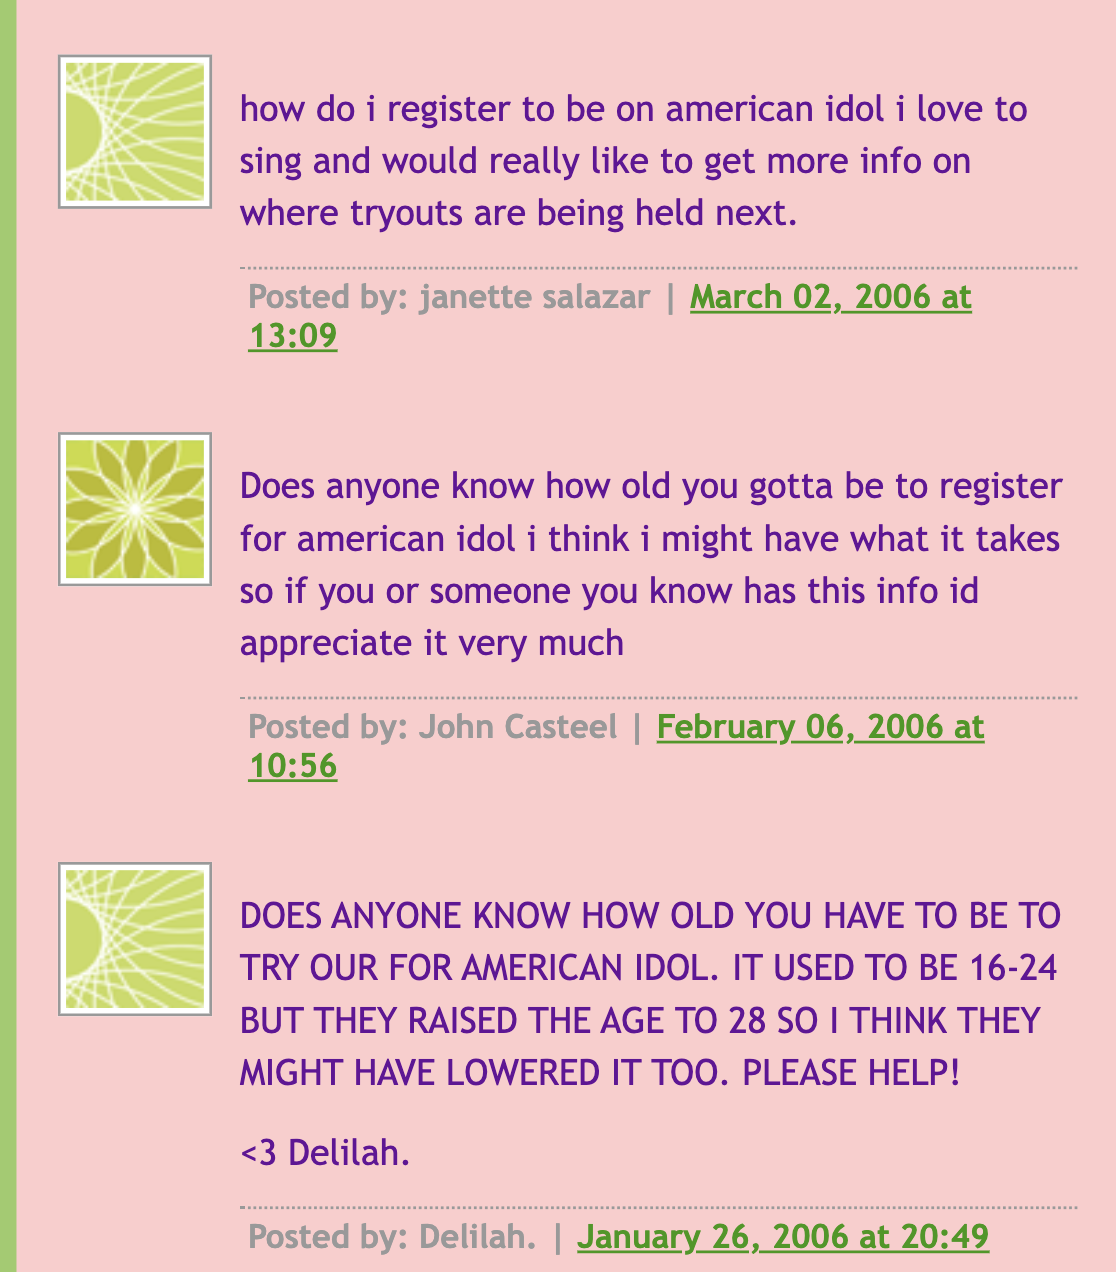 how do i register to be on american idol i love to
sing and would really like to get more info on
where tryouts are being held next.
Posted by: janette salazar | March 02, 2006 at
13:09
Does anyone know how old you gotta be to register
for american idol i think i might have what it takes
so if you or someone you know has this info id
appreciate it very much
Posted by: John Casteel | February 06, 2006 at
10:56
DOES ANYONE KNOW HOW OLD YOU HAVE TO BE TO
TRY OUR FOR AMERICAN IDOL. IT USED TO BE 16-24
BUT THEY RAISED THE AGE TO 28 SO I THINK THEY
MIGHT HAVE LOWERED IT TOO. PLEASE HELP!
<3 Delilah.
Posted by: Delilah. | January 26, 2006 at 20:49